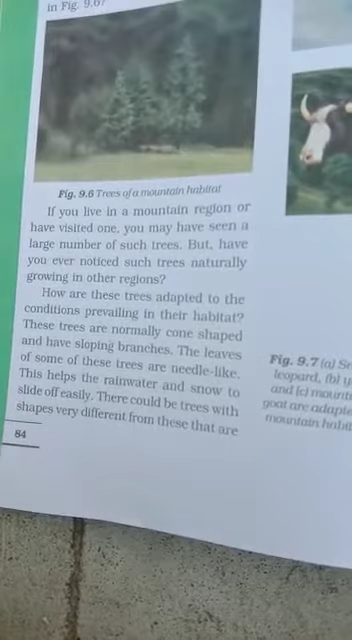 in Fig. 9.6?
Fig. 9.6 Trees of a mountain habitat
If you live in a mountain region or
have visited one, you may have seen a
large number of such trees. But, have
you ever noticed such trees naturally
growing in other regions?
How are these trees adapted to the
conditions prevailing in their habitat?
These trees are normally cone shaped
and have sloping branches. The leaves
of some of these trees are needle-like.
This helps the rainwater and snow to
slide off easily. There could be trees with
shapes very different from these that are
84
Fig. 9.7 (a) Sn
leopard, (b) y
and (c) mount
goat are adapte
mountain habit